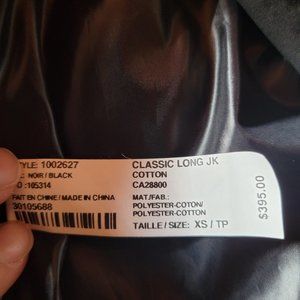 STYLE: 1002627
CLASSIC LONG JK
: NOIR / BLACK
COTTON
O :165314
CA28800
FAIT EN CHINE / MADE IN CHINA
MAT/FAB.:
30105688
POLYESTER-COTON/
POLYESTER-COTTON
TAILLE / SIZE: XS / TP
$395.00